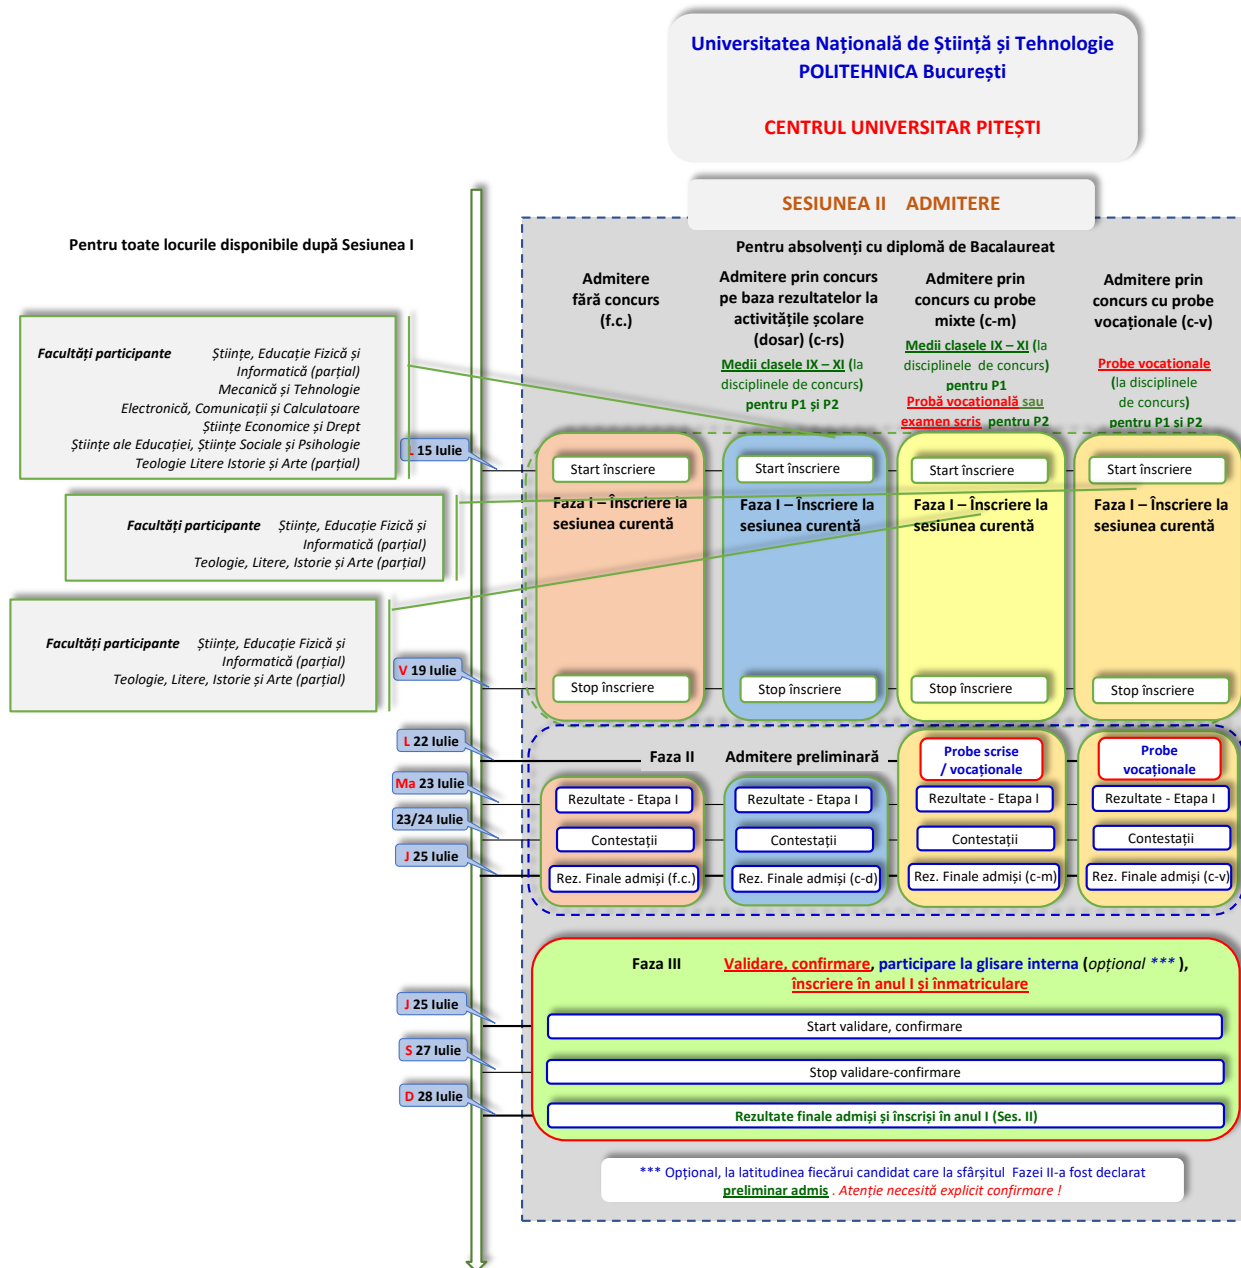 Universitatea Națională de Știință și Tehnologie
POLITEHNICA București
CENTRUL UNIVERSITAR PITEȘTI
SESIUNEA II ADMITERE
Pentru toate locurile disponibile după Sesiunea I
Pentru absolvenți cu diplomă de Bacalaureat
Admitere
fără concurs
(f.c.)
Admitere prin concurs
pe baza rezultatelor la
activitățile școlare
(dosar) (c-rs)
Medii clasele IX – XI (la
disciplinele de concurs)
pentru P1 și P2
Admitere prin
concurs cu probe
mixte (c-m)
Medii clasele IX – XI (la
disciplinele de concurs)
pentru P1
Probă vocațională sau
examen scris pentru P2
Admitere prin
concurs cu probe
vocaționale (c-v)
Probe vocationale
(la disciplinele
de concurs)
pentru P1 și P2
Facultăți participante Științe, Educație Fizică și
Informatică (parțial)
Mecanică și Tehnologie
Electronică, Comunicații și Calculatoare
Științe Economice și Drept
Științe ale Educației, Științe Sociale și Psihologie
Teologie Litere Istorie și Arte (parțial)
L 15 Iulie
Start înscriere
Start înscriere
Start înscriere
Start înscriere
Faza I – Înscriere la
sesiunea curentă
Faza I – Înscriere la
sesiunea curentă
Faza I – Înscriere la
sesiunea curentă
Faza I – Înscriere la
sesiunea curentă
Facultăți participante Științe, Educație Fizică și
Informatică (parțial)
Teologie, Litere, Istorie și Arte (parțial)
Facultăți participante Științe, Educație Fizică și
Informatică (parțial)
Teologie, Litere, Istorie și Arte (parțial)
V 19 Iulie
Stop înscriere
Stop înscriere
Stop înscriere
Stop înscriere
L 22 Iulie
Faza II Admitere preliminară
Probe scrise
/ vocaționale
Probe
vocaționale
Ma 23 Iulie
Rezultate - Etapa I
Rezultate - Etapa I
Rezultate - Etapa I
Rezultate - Etapa I
23/24 Iulie
Contestații
Contestații
Contestații
Contestații
J 25 Iulie
Rez. Finale admiși (f.c.)
Rez. Finale admiși (c-d)
Rez. Finale admiși (c-m)
Rez. Finale admiși (c-v)
Faza III Validare, confirmare, participare la glisare interna (opțional *** ),
înscriere în anul I și înmatriculare
J 25 Iulie
Start validare, confirmare
S 27 Iulie
Stop validare-confirmare
D 28 Iulie
Rezultate finale admiși și înscriși în anul I (Ses. II)
*** Opțional, la latitudinea fiecărui candidat care la sfârșitul Fazei II-a fost declarat
preliminar admis . Atenție necesită explicit confirmare !